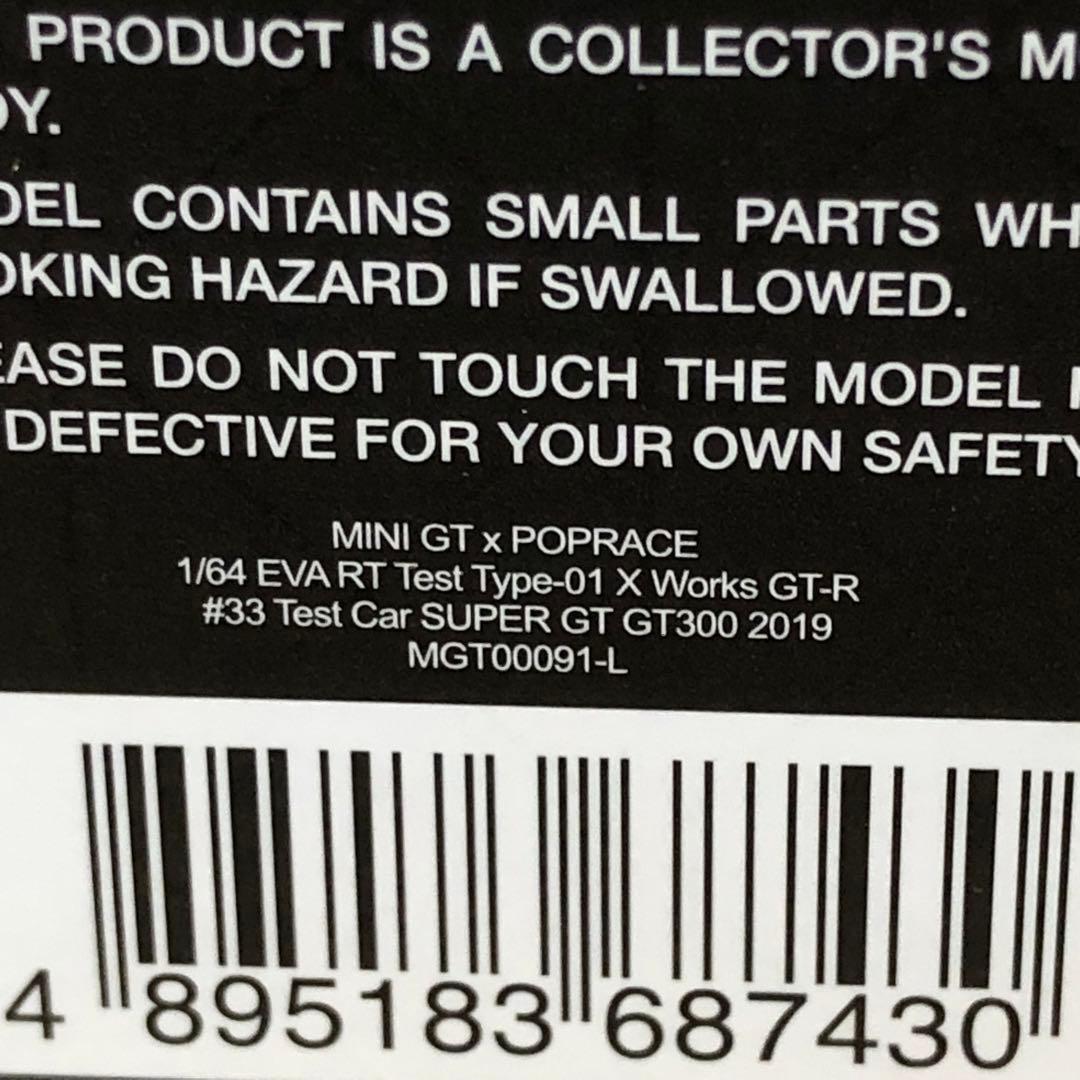 PRODUCT IS A COLLECTOR'S M
OY.
DEL CONTAINS SMALL PARTS WH
OKING HAZARD IF SWALLOWED.
EASE DO NOT TOUCH THE MODEL
DEFECTIVE FOR YOUR OWN SAFETY
MINI GT x POPRACE
1/64 EVA RT Test Type-01 X Works GT-R
#33 Test Car SUPER GT GT300 2019
MGT00091-L
4 895183 687430